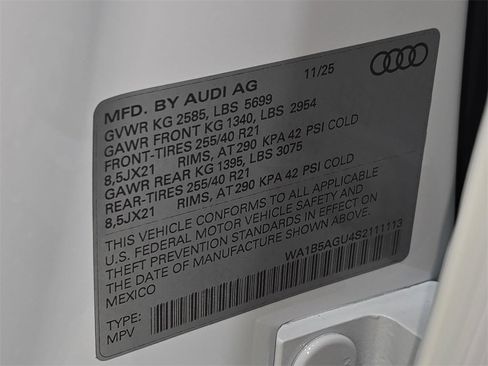 MFD. BY AUDI AG 11/25
GVWR KG 2585, LBS 5699
GAWR FRONT KG 1340, LBS 2954
FRONT-TIRES 255/40 R21
8,5JX21 RIMS, AT 290 KPA 42 PSI COLD
GAWR REAR KG 1395, LBS 3075
REAR-TIRES 255/40 R21
8,5JX21 RIMS, AT 290 KPA 42 PSI COLD
THIS VEHICLE CONFORMS TO ALL APPLICABLE
U.S. FEDERAL MOTOR VEHICLE SAFETY AND
THEFT PREVENTION STANDARDS IN EFFECT ON
THE DATE OF MANUFACTURE SHOWN ABOVE.
MEXICO
WA1B5AGU4S2111113
TYPE:
MPV